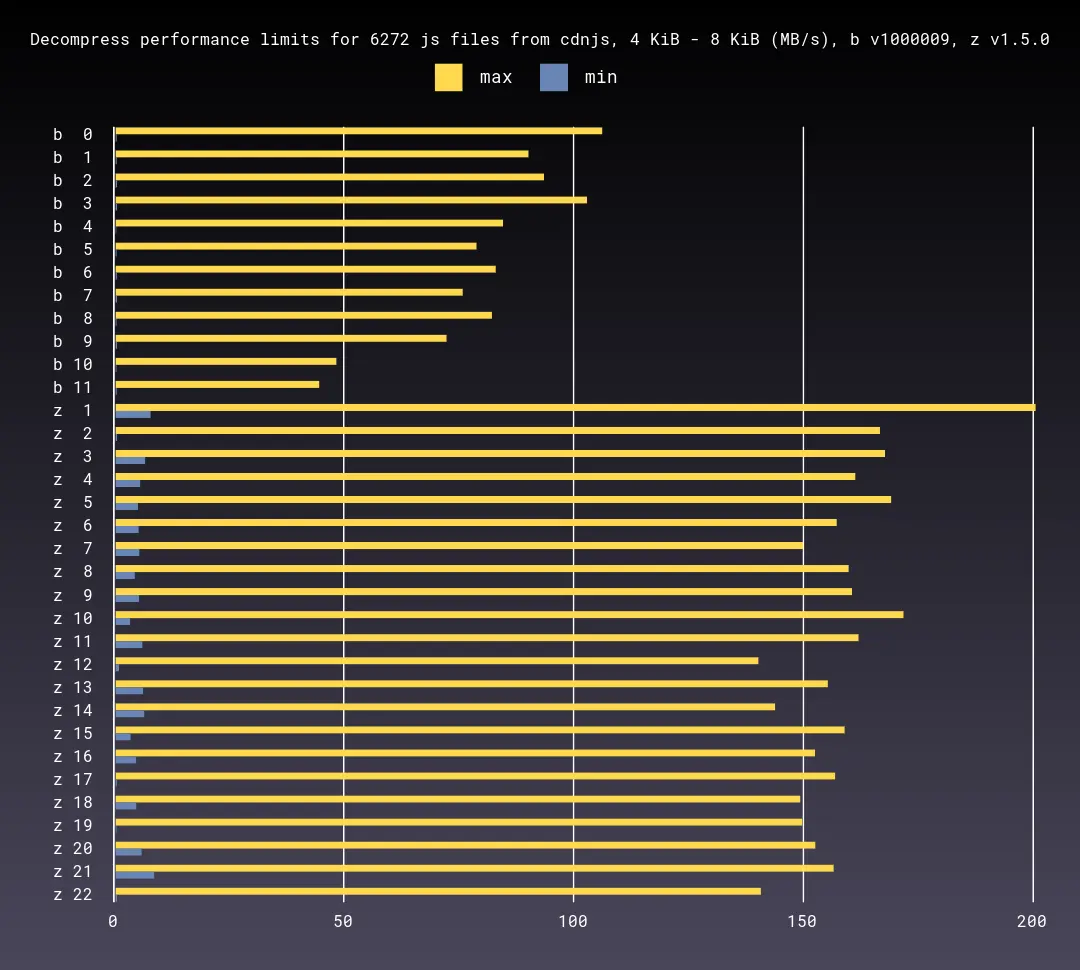 Decompress performance limits for 6272 js files from cdnjs, 4 KiB - 8 KiB (MB/s), b v1000009, z v1.5.0
max min
b 0
b 1
b 2
b 3
b 4
b 5
b 6
b 7
b 8
b 9
b 10
b 11
z 1
z 2
z 3
z 4
z 5
z 6
z 7
z 8
z 9
z 10
z 11
z 12
z 13
z 14
z 15
z 16
z 17
z 18
z 19
z 20
z 21
z 22
0 50 100 150 200